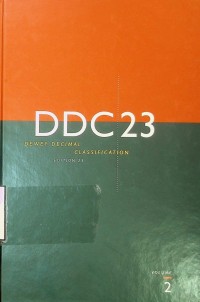 DDC 23
DEWEY DECIMAL
CLASSIFICATION
VOLUME
2